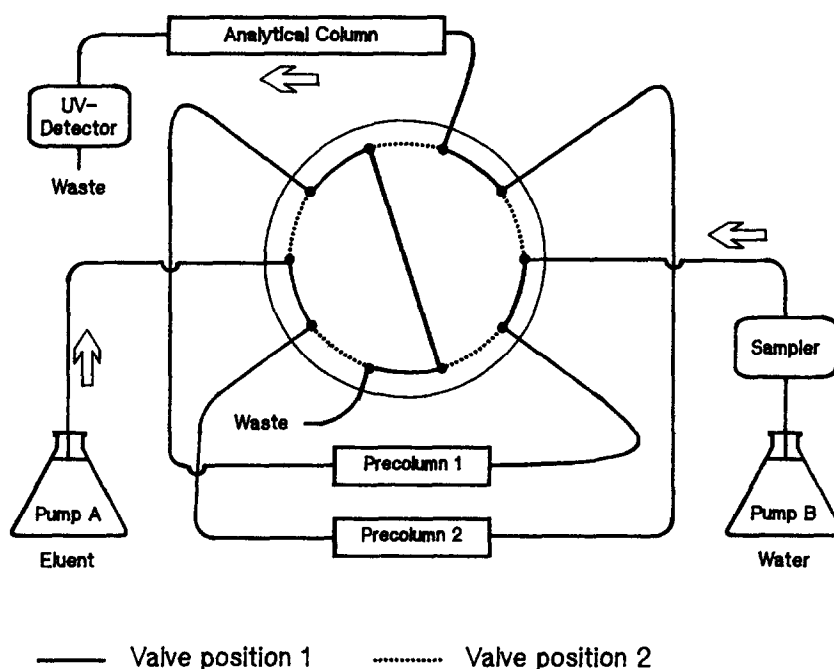 Analytical Column
UV-
Detector
Waste
Sampler
Waste
Precolumn 1
Precolumn 2
Pump A
Eluent
Pump B
Water
Valve position 1
Valve position 2